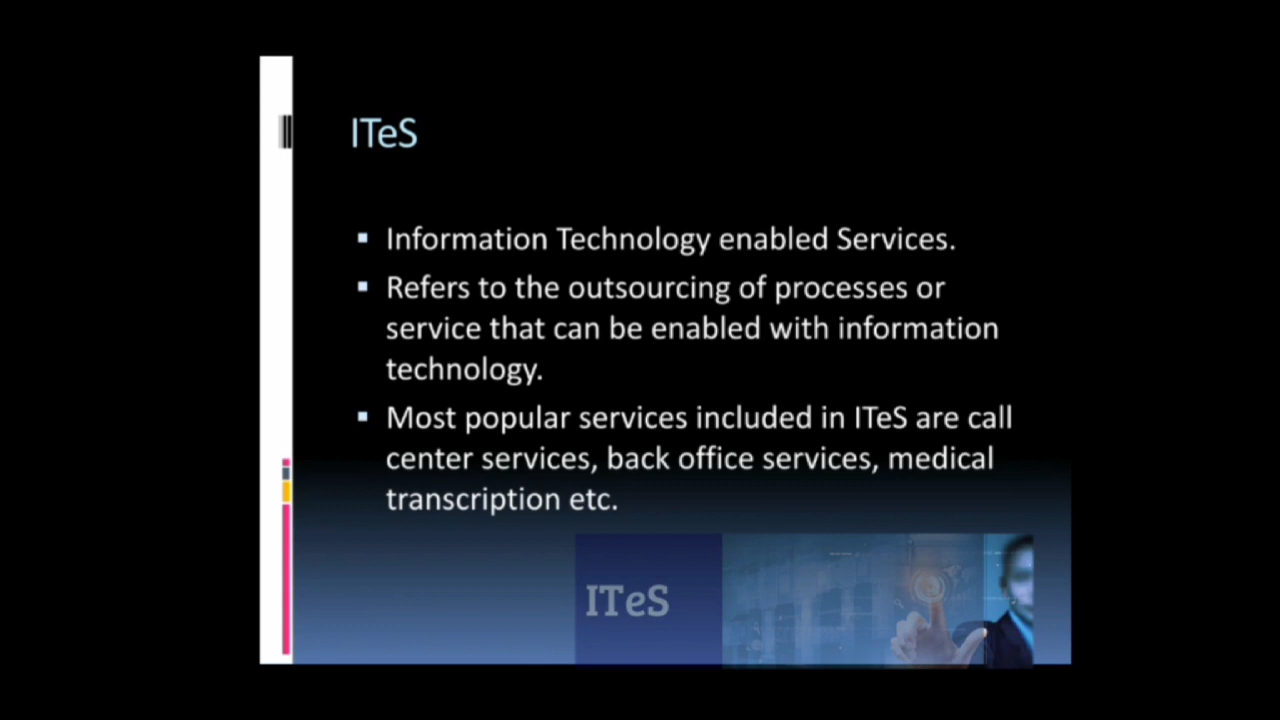 ITeS
Information Technology enabled Services.
Refers to the outsourcing of processes or
service that can be enabled with information
technology.
Most popular services included in ITeS are call
center services, back office services, medical
transcription etc.
ITeS